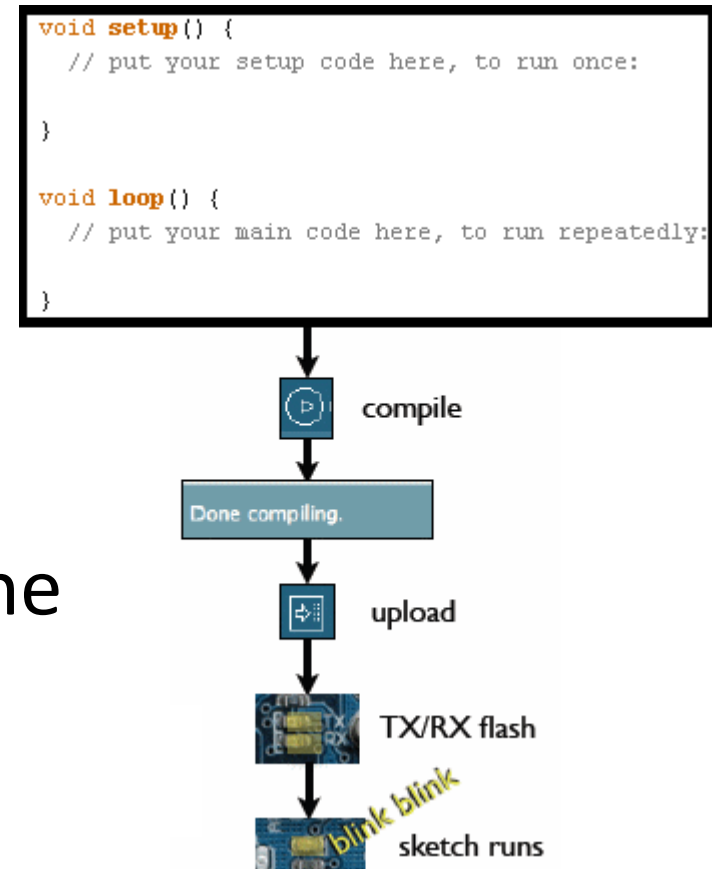 void setup() {
// put your setup code here, to run once:
}
void loop() {
// put your main code here, to run repeatedly:
}
compile
Done compiling.
he
upload
TX
RX
TX/RX flash
blink blink
sketch runs